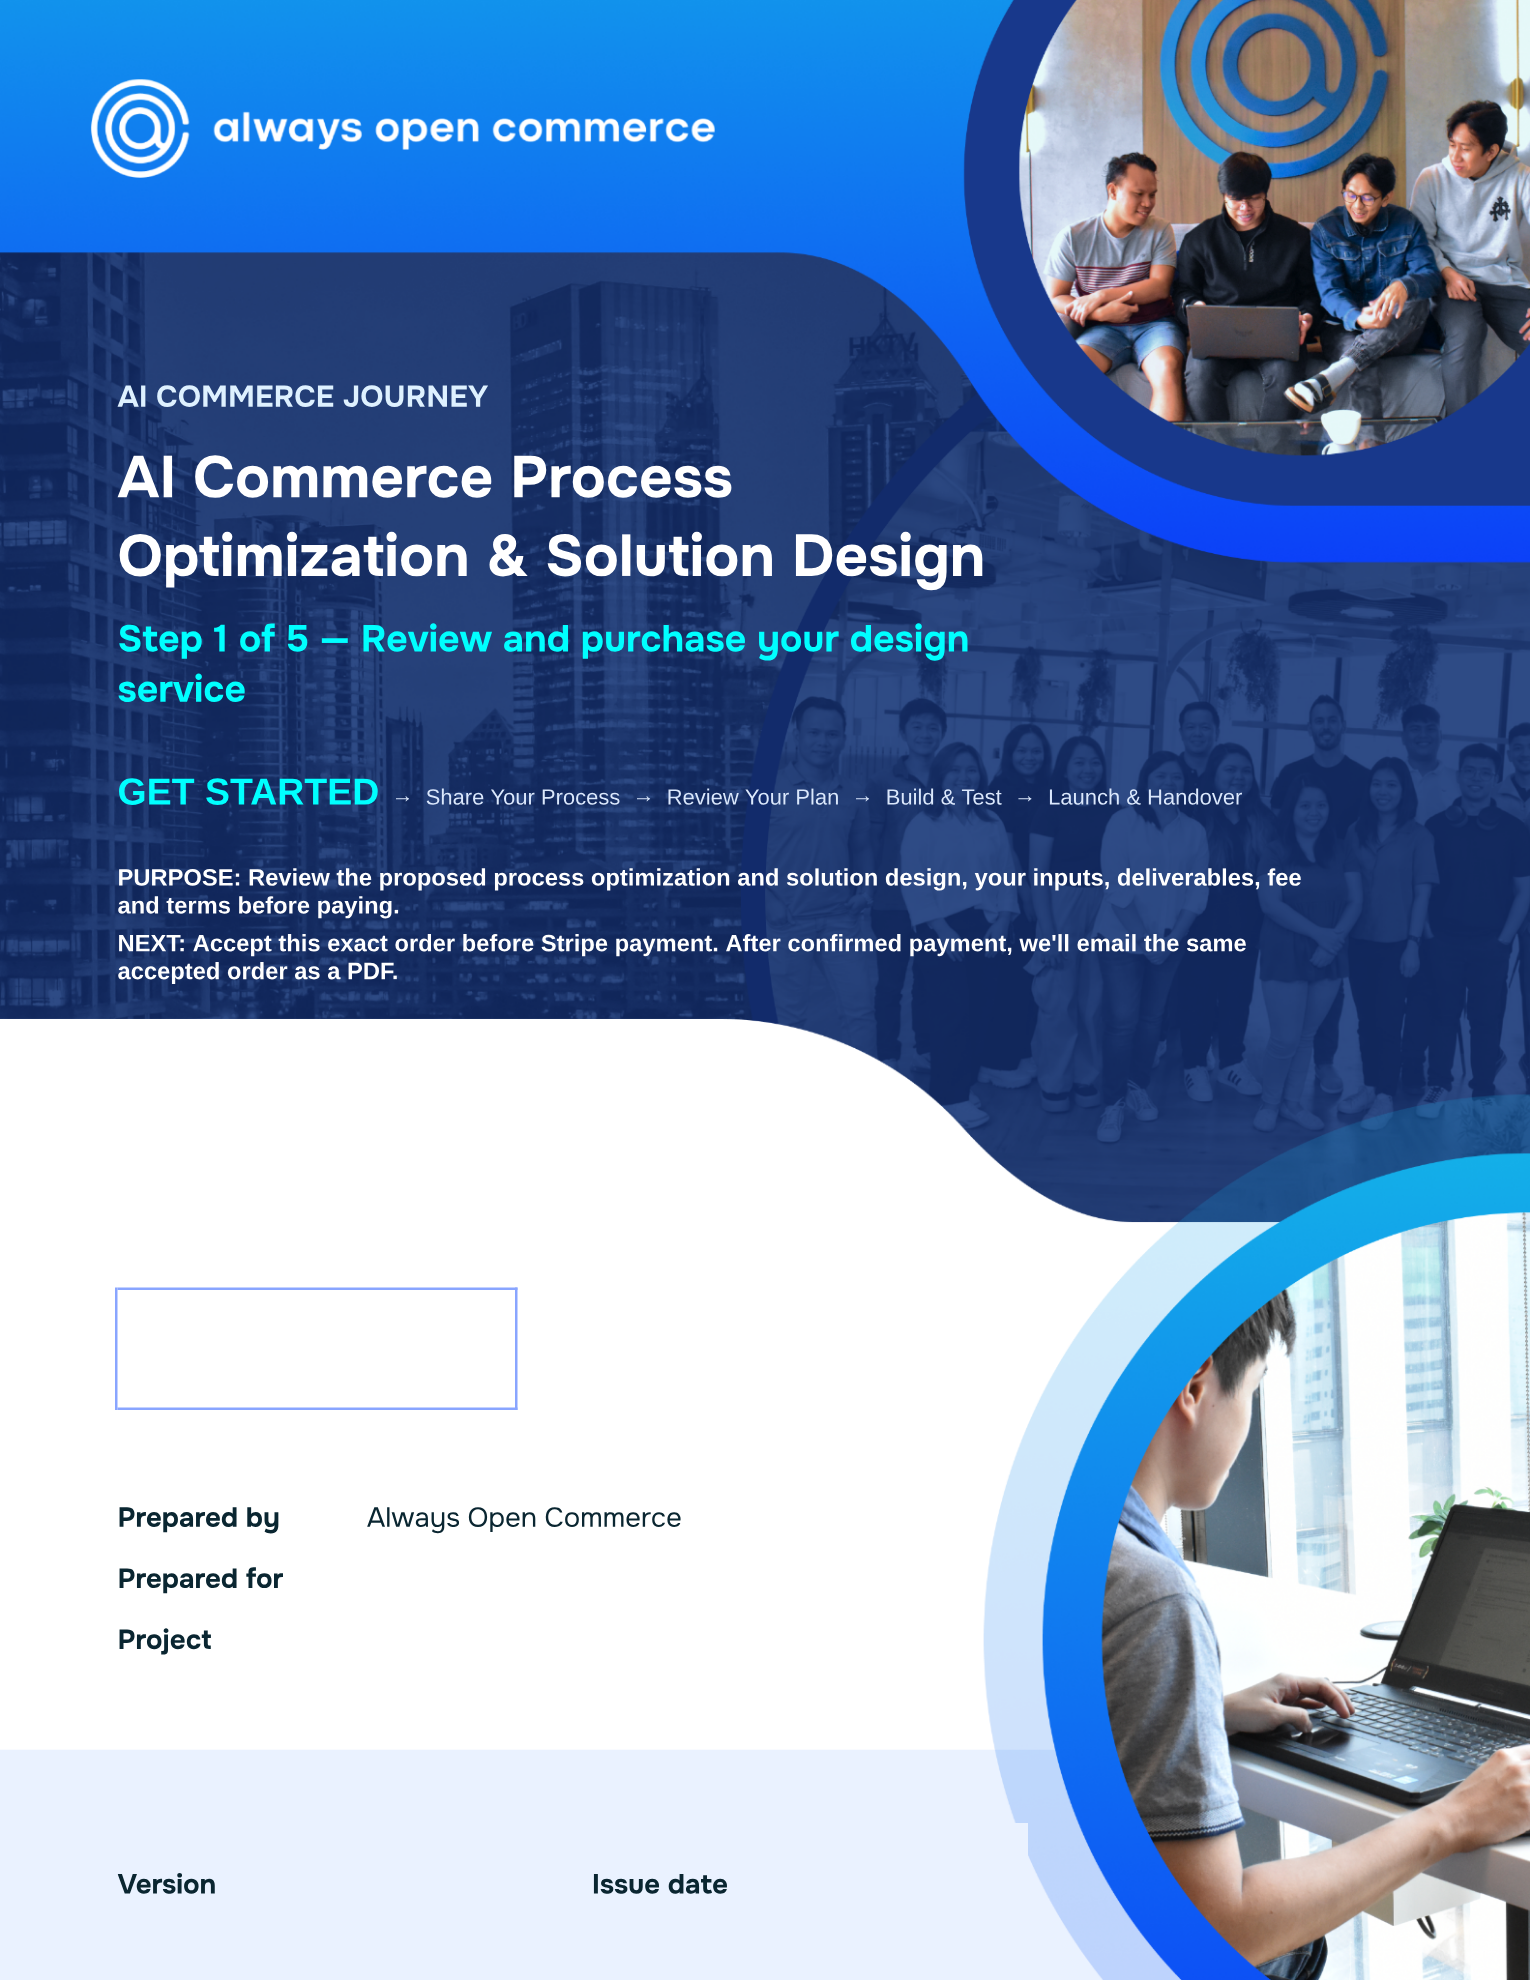 always open commerce
HKTV
AI COMMERCE JOURNEY
AI Commerce Process
Optimization & Solution Design
Step 1 of 5 — Review and purchase your design
service
GET STARTED → Share Your Process → Review Your Plan → Build & Test → Launch & Handover
PURPOSE: Review the proposed process optimization and solution design, your inputs, deliverables, fee
and terms before paying.
NEXT: Accept this exact order before Stripe payment. After confirmed payment, we'll email the same
accepted order as a PDF.
Prepared by Always Open Commerce
Prepared for
Project
Version Issue date